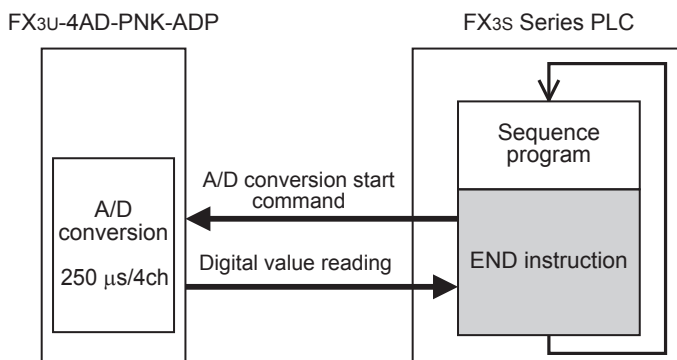 FX3U-4AD-PNK-ADP
FX3S Series PLC
Sequence
program
A/D conversion start
command
A/D
conversion
250 μs/4ch
Digital value reading
END instruction